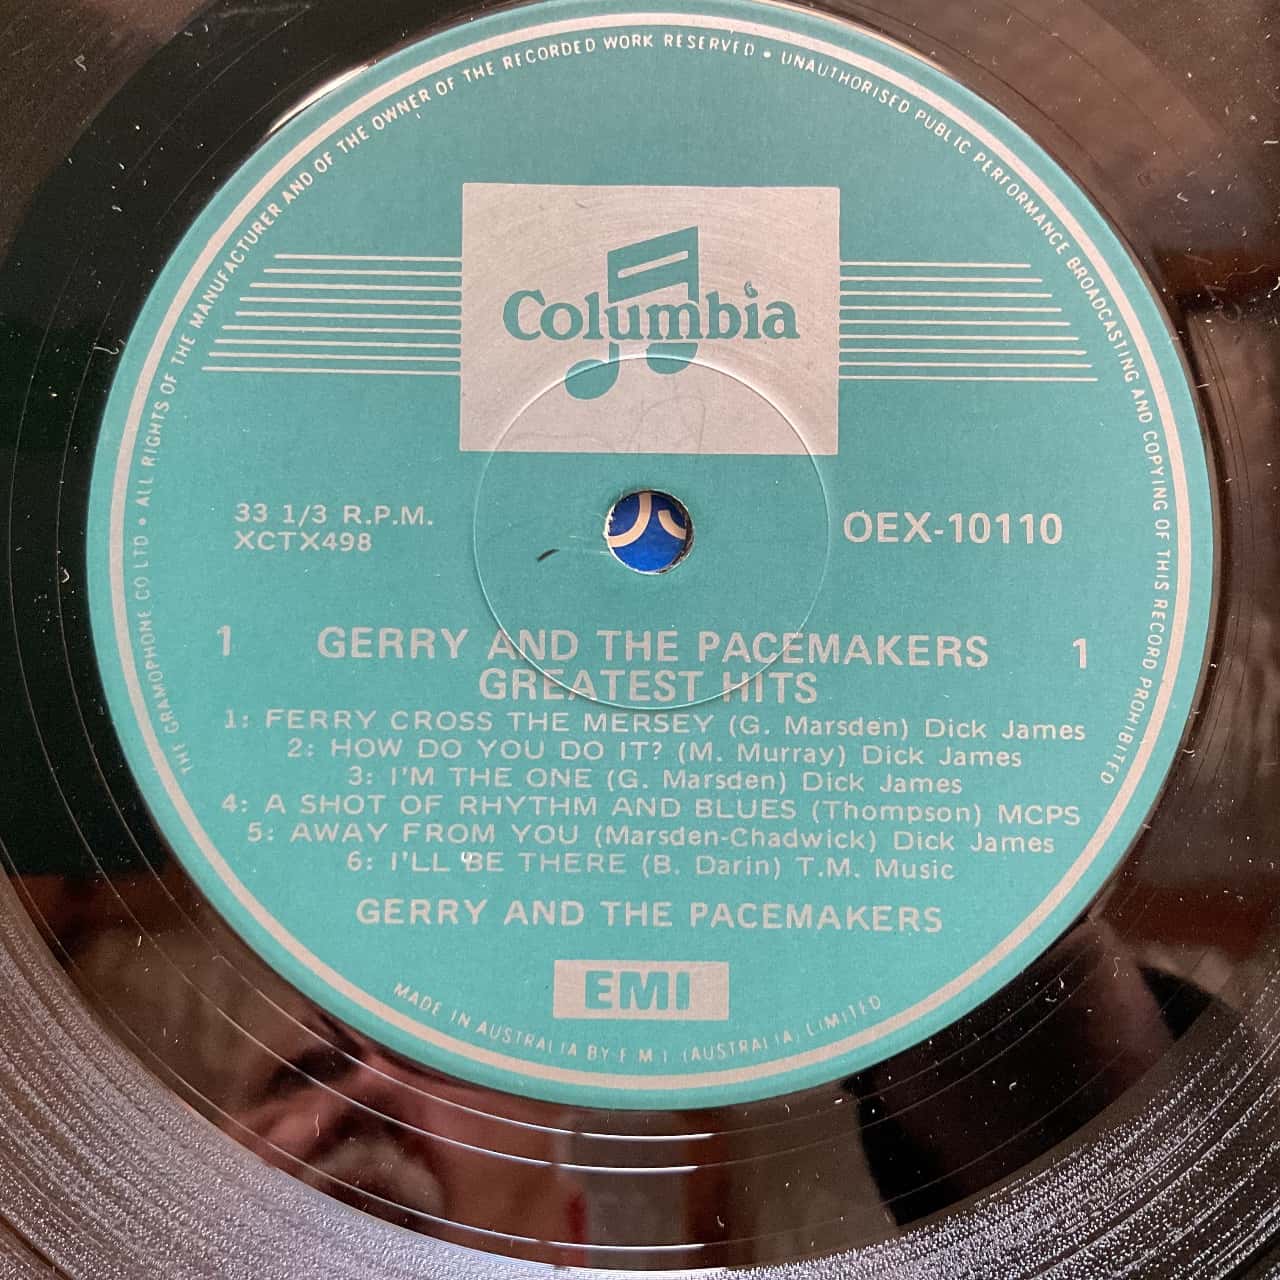 THE GRAMOPHONE CO LTD • ALL RIGHTS OF THE MANUFACTURER AND OF THE OWNER OF THE RECORDED WORK RESERVED • UNAUTHORISED PUBLIC PERFORMANCE BROADCASTING AND COPYING OF THIS RECORD PROHIBITED
Columbia
33 1/3 R.P.M.
XCTX498
OEX-10110
1 GERRY AND THE PACEMAKERS 1
GREATEST HITS
1: FERRY CROSS THE MERSEY (G. Marsden) Dick James
2: HOW DO YOU DO IT? (M. Murray) Dick James
3: I'M THE ONE (G. Marsden) Dick James
4: A SHOT OF RHYTHM AND BLUES (Thompson) MCPS
5: AWAY FROM YOU (Marsden-Chadwick) Dick James
6: I'LL BE THERE (B. Darin) T.M. Music
GERRY AND THE PACEMAKERS
EMI
MADE IN AUSTRALIA BY E M I (AUSTRALIA) LIMITED